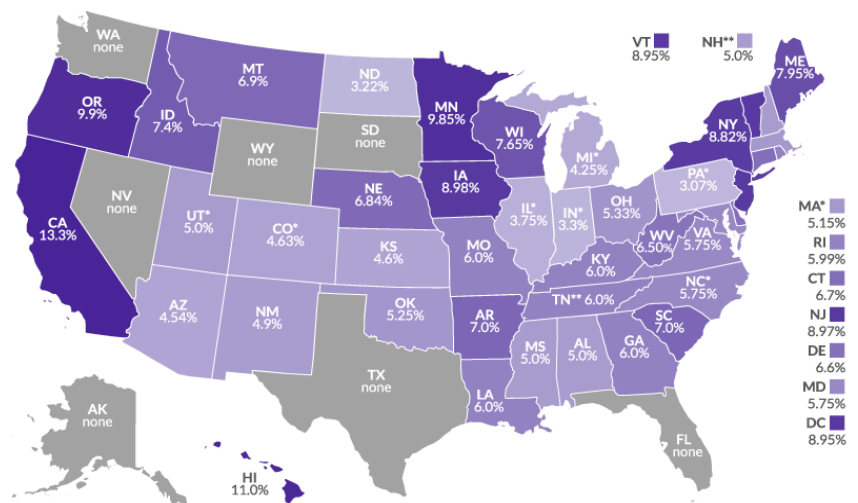 WA
none
MT
6.9%
ND
3.22%
MN
9.85%
VT
8.95%
NH**
5.0%
ME
7.95%
OR
9.9%
ID
7.4%
WY
none
SD
none
WI
7.65%
MI*
4.25%
NY
8.82%
NV
none
UT*
5.0%
CO*
4.63%
NE
6.84%
IA
8.98%
IL*
3.75%
IN*
3.3%
OH
5.33%
PA*
3.07%
CA
13.3%
KS
4.6%
MO
6.0%
KY
6.0%
WV
6.50%
VA
5.75%
AZ
4.54%
NM
4.9%
OK
5.25%
AR
7.0%
TN** 6.0%
NC*
5.75%
SC
7.0%
TX
none
LA
6.0%
MS
5.0%
AL
5.0%
GA
6.0%
FL
none
AK
none
HI
11.0%
MA*
5.15%
RI
5.99%
CT
6.7%
NJ
8.97%
DE
6.6%
MD
5.75%
DC
8.95%